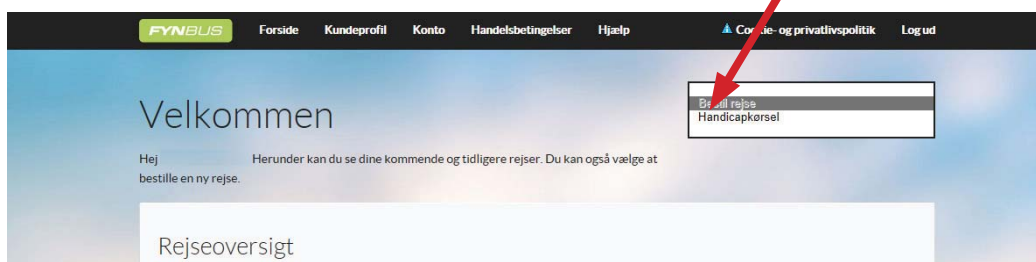 FYNBUS Forside Kundeprofil Konto Handelsbetingelser Hjælp Cookie- og privatlivspolitik Log ud
Velkommen
Bestil rejse
Handicapkørsel
Hej Herunder kan du se dine kommende og tidligere rejser. Du kan også vælge at
bestille en ny rejse.
Rejseoversigt